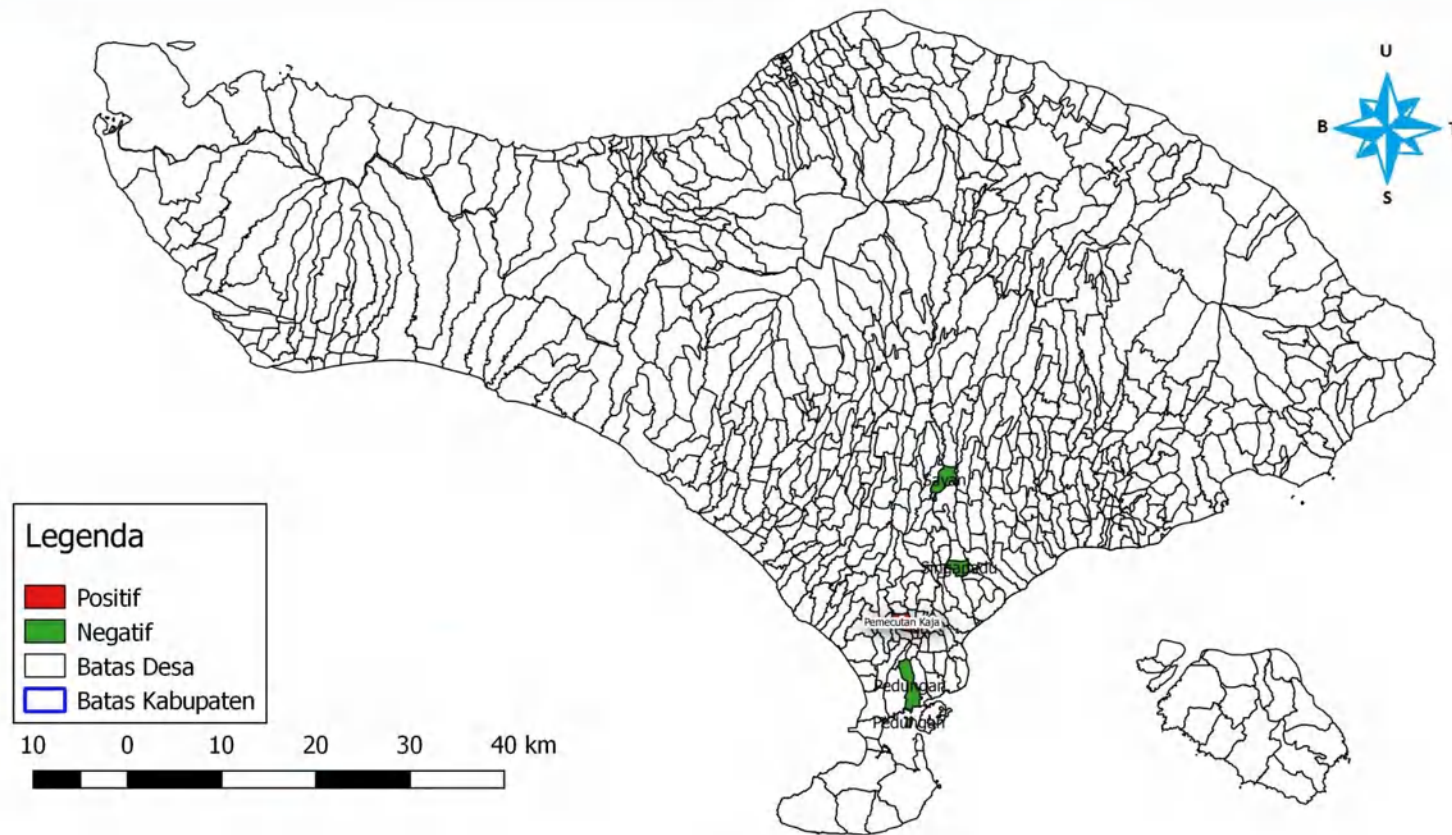 U
B
T
S
Sayan
Singapadu
Pemecutan Kaja
Pedungan
Pedungan
Legenda
Positif
Negatif
Batas Desa
Batas Kabupaten
10 0 10 20 30 40 km